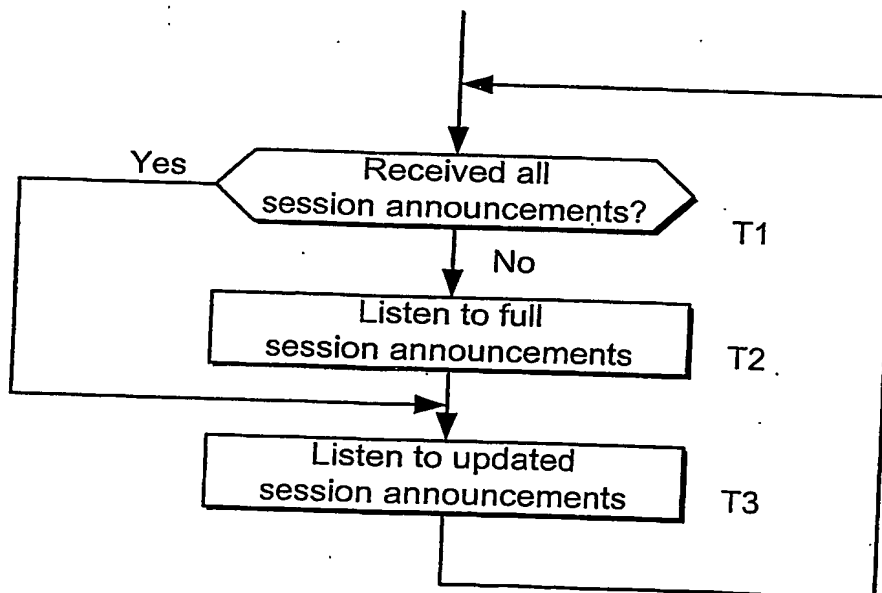 Yes
Received all
session announcements?
T1
No
Listen to full
session announcements
T2
Listen to updated
session announcements
T3